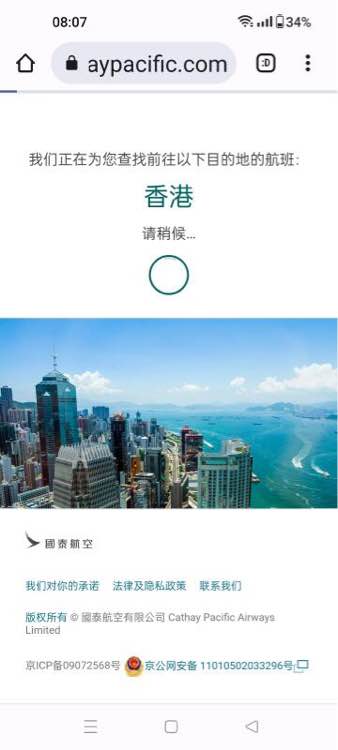 08:07
34%
aypacific.com
:D
我们正在为您查找前往以下目的地的航班：
香港
请稍候...
國泰航空
我们对你的承诺 法律及隐私政策 联系我们
版权所有 © 國泰航空有限公司 Cathay Pacific Airways
Limited
京ICP备09072568号 京公网安备 11010502033296号